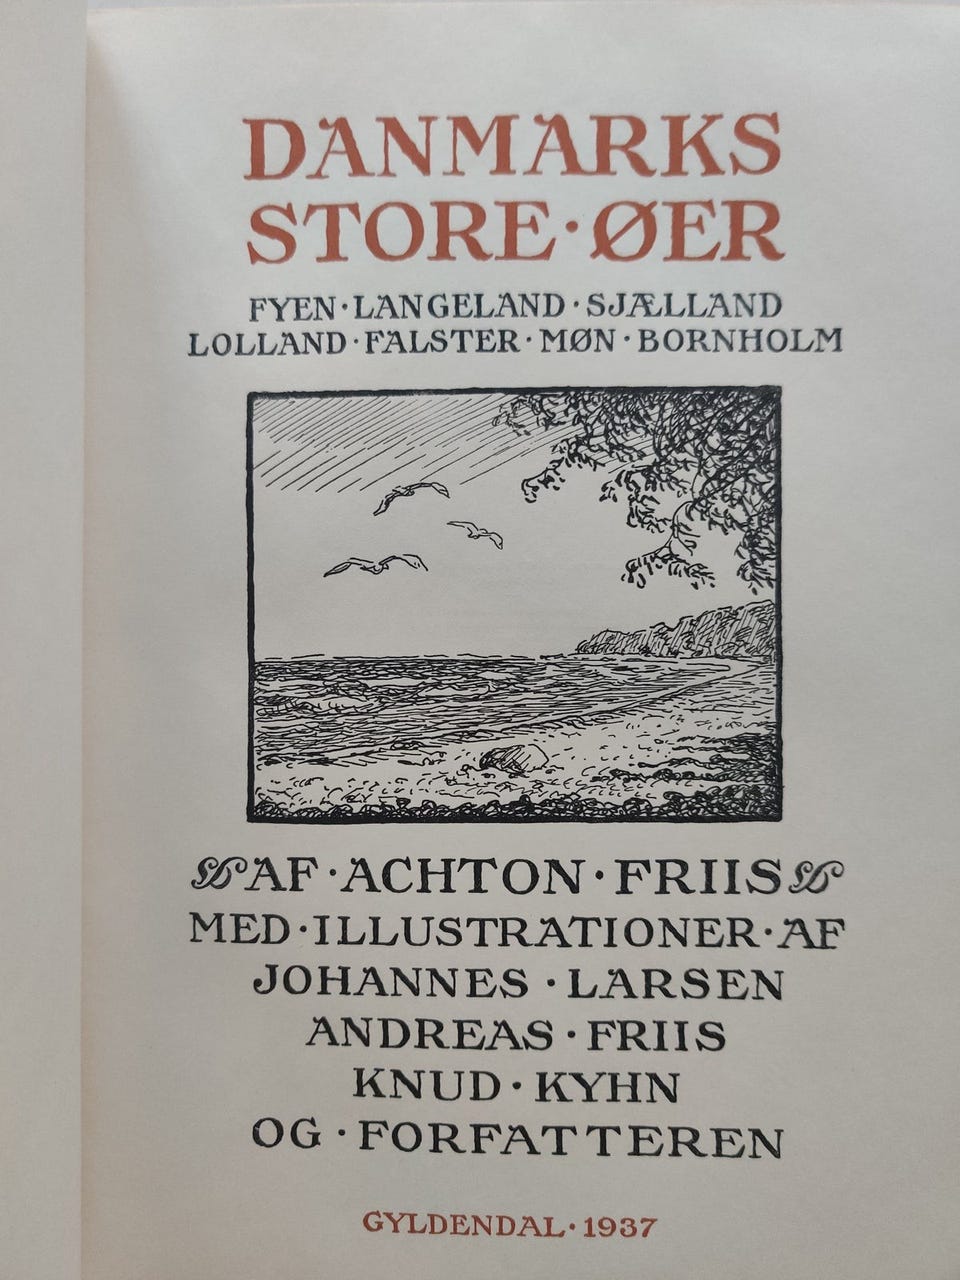 DANMARKS
STORE·ØER
FYEN·LANGELAND·SJÆLLAND
LOLLAND·FALSTER·MØN·BORNHOLM
AF·ACHTON·FRIIS
MED·ILLUSTRATIONER·AF
JOHANNES·LARSEN
ANDREAS·FRIIS
KNUD·KYHN
OG·FORFATTEREN
GYLDENDAL·1937